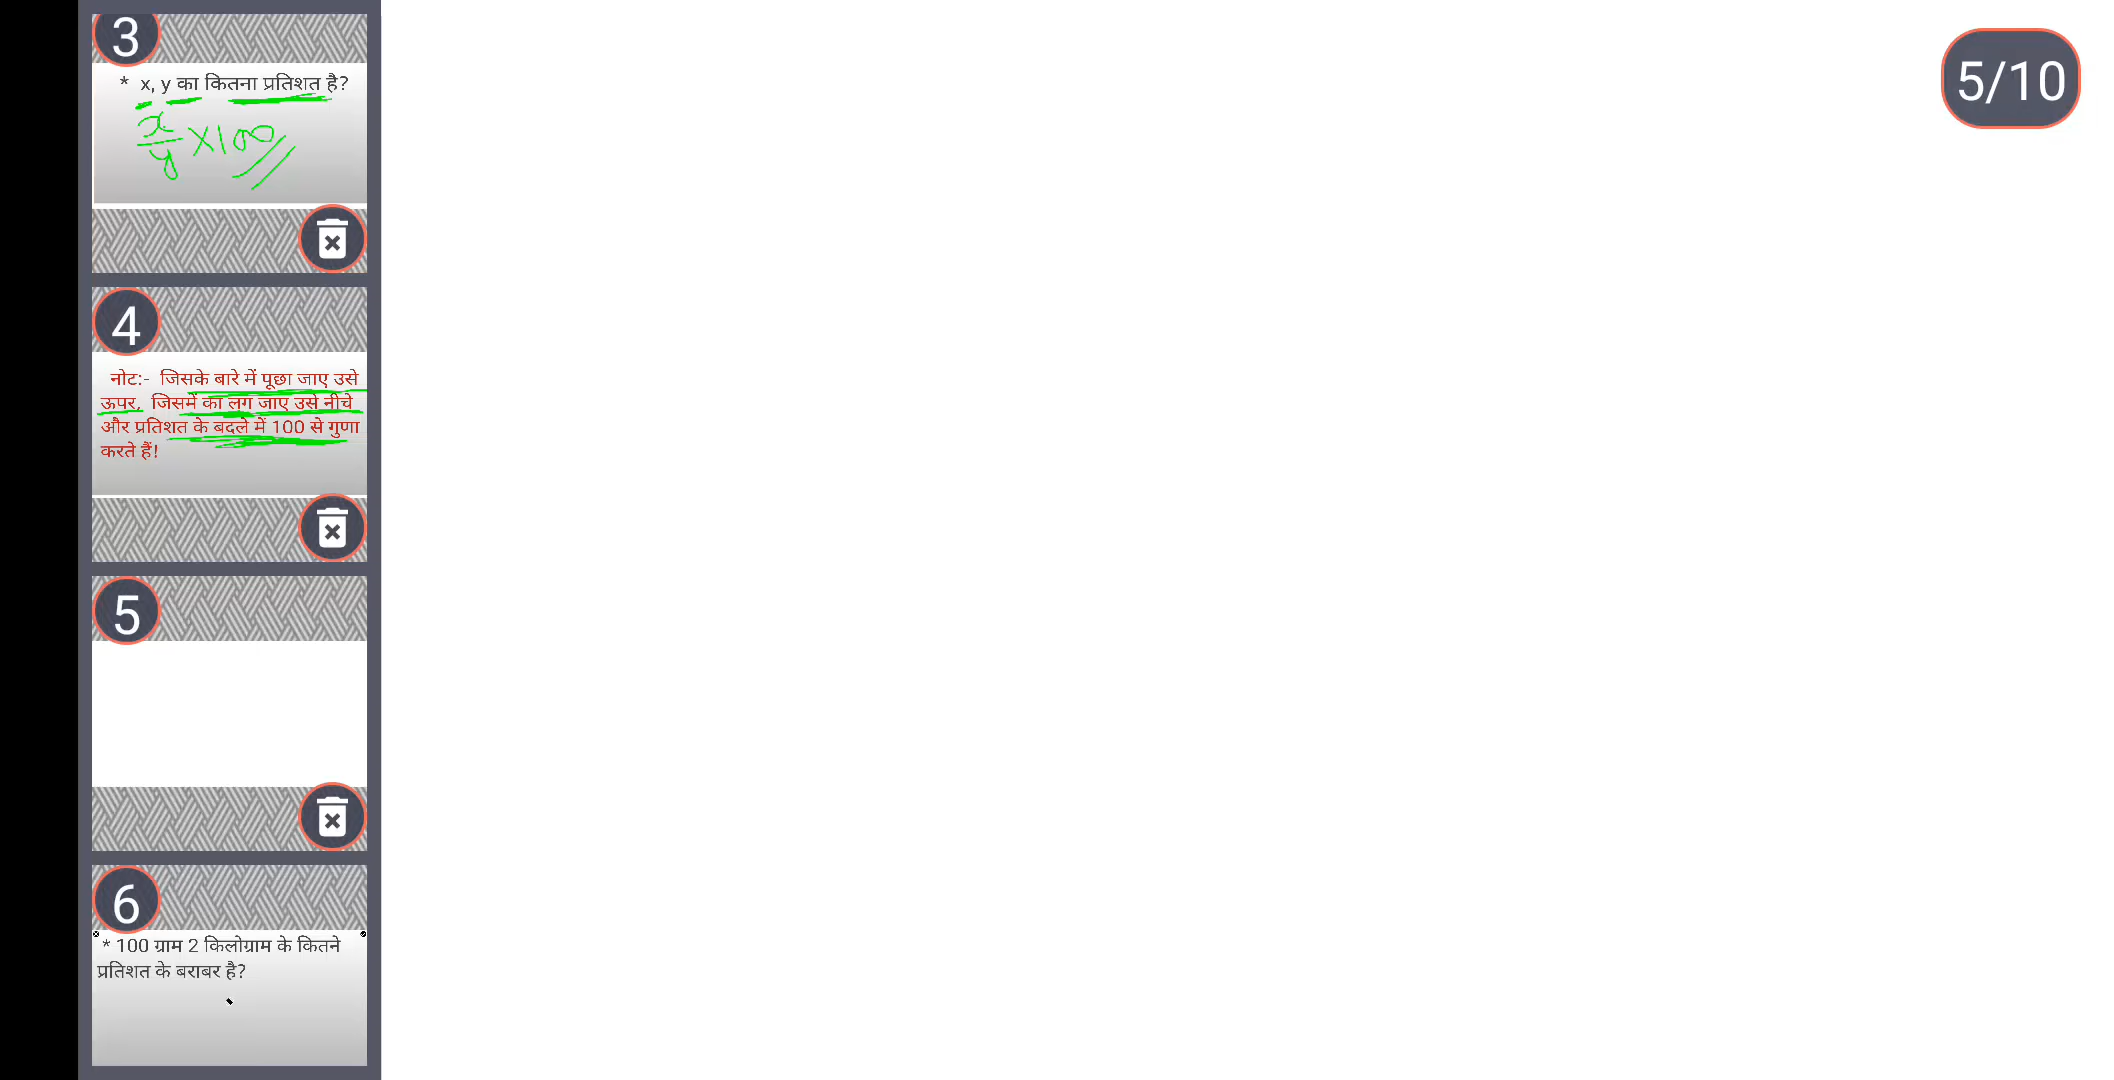 3
* x, y का कितना प्रतिशत है?
x/y ×100
4
नोट:- जिसके बारे में पूछा जाए उसे
ऊपर, जिसमें का लग जाए उसे नीचे
और प्रतिशत के बदले में 100 से गुणा
करते हैं!
5
6
* 100 ग्राम 2 किलोग्राम के कितने
प्रतिशत के बराबर है?
5/10